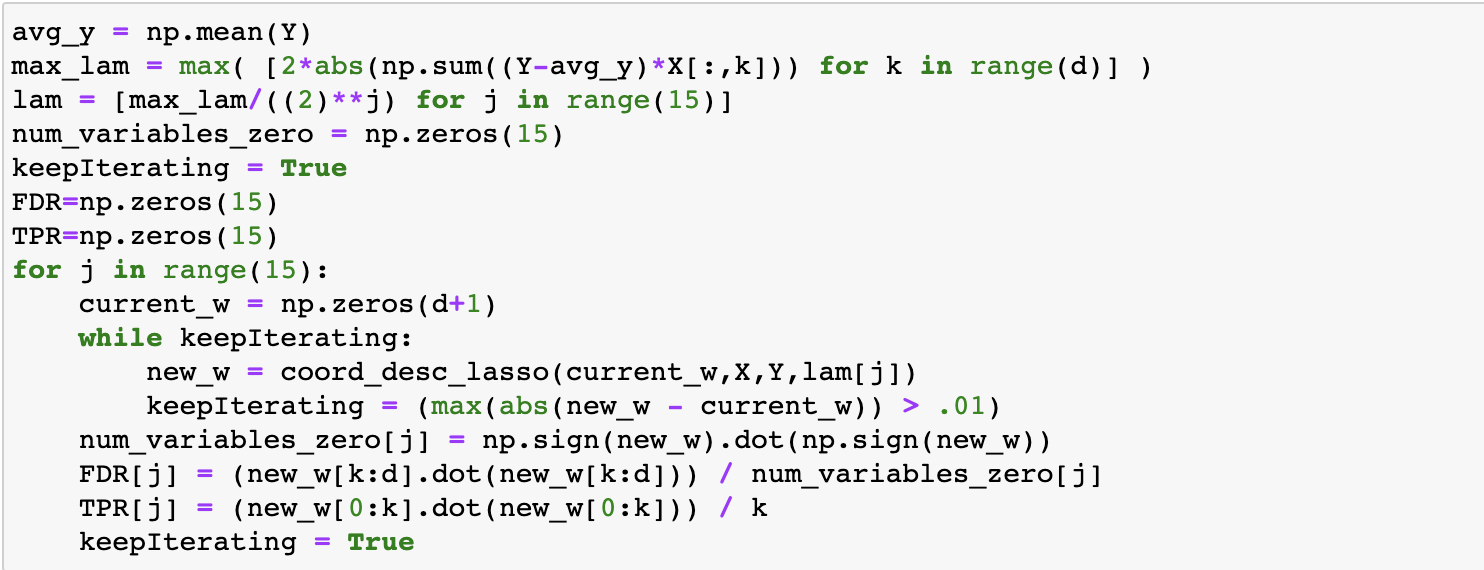 avg_y = np.mean(Y)
max_lam = max( [2*abs(np.sum((Y-avg_y)*X[:,k])) for k in range(d)] )
lam = [max_lam/((2)**j) for j in range(15)]
num_variables_zero = np.zeros(15)
keepIterating = True
FDR=np.zeros(15)
TPR=np.zeros(15)
for j in range(15):
    current_w = np.zeros(d+1)
    while keepIterating:
        new_w = coord_desc_lasso(current_w,X,Y,lam[j])
        keepIterating = (max(abs(new_w - current_w)) > .01)
    num_variables_zero[j] = np.sign(new_w).dot(np.sign(new_w))
    FDR[j] = (new_w[k:d].dot(new_w[k:d])) / num_variables_zero[j]
    TPR[j] = (new_w[0:k].dot(new_w[0:k])) / k
    keepIterating = True